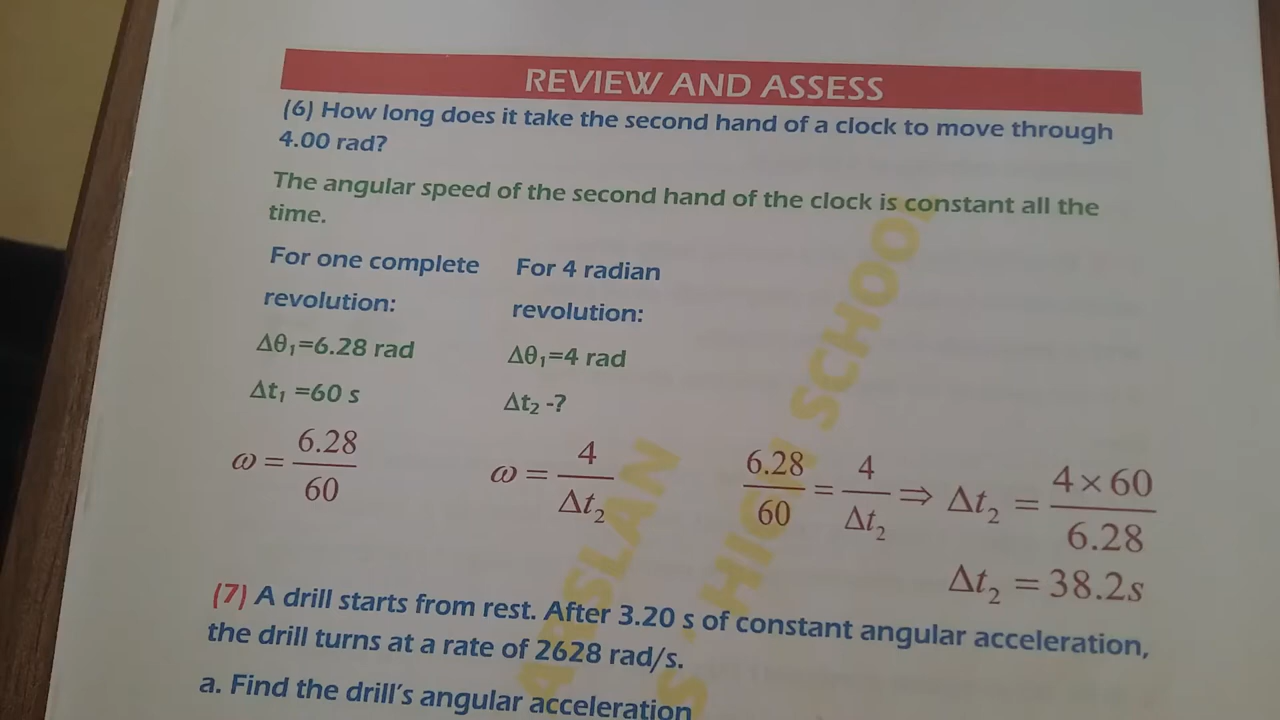 REVIEW AND ASSESS
(6) How long does it take the second hand of a clock to move through
4.00 rad?
The angular speed of the second hand of the clock is constant all the
time.
For one complete
revolution:
Δθ₁=6.28 rad
Δt₁ =60 s
ω = 6.28/60
For 4 radian
revolution:
Δθ₁=4 rad
Δt₂ -?
ω = 4/Δt₂
6.28/60 = 4/Δt₂ ⇒ Δt₂ = 4×60/6.28
Δt₂ = 38.2s
(7) A drill starts from rest. After 3.20 s of constant angular acceleration,
the drill turns at a rate of 2628 rad/s.
a. Find the drill's angular acceleration
ARSLAN
HIGH SCHOOL